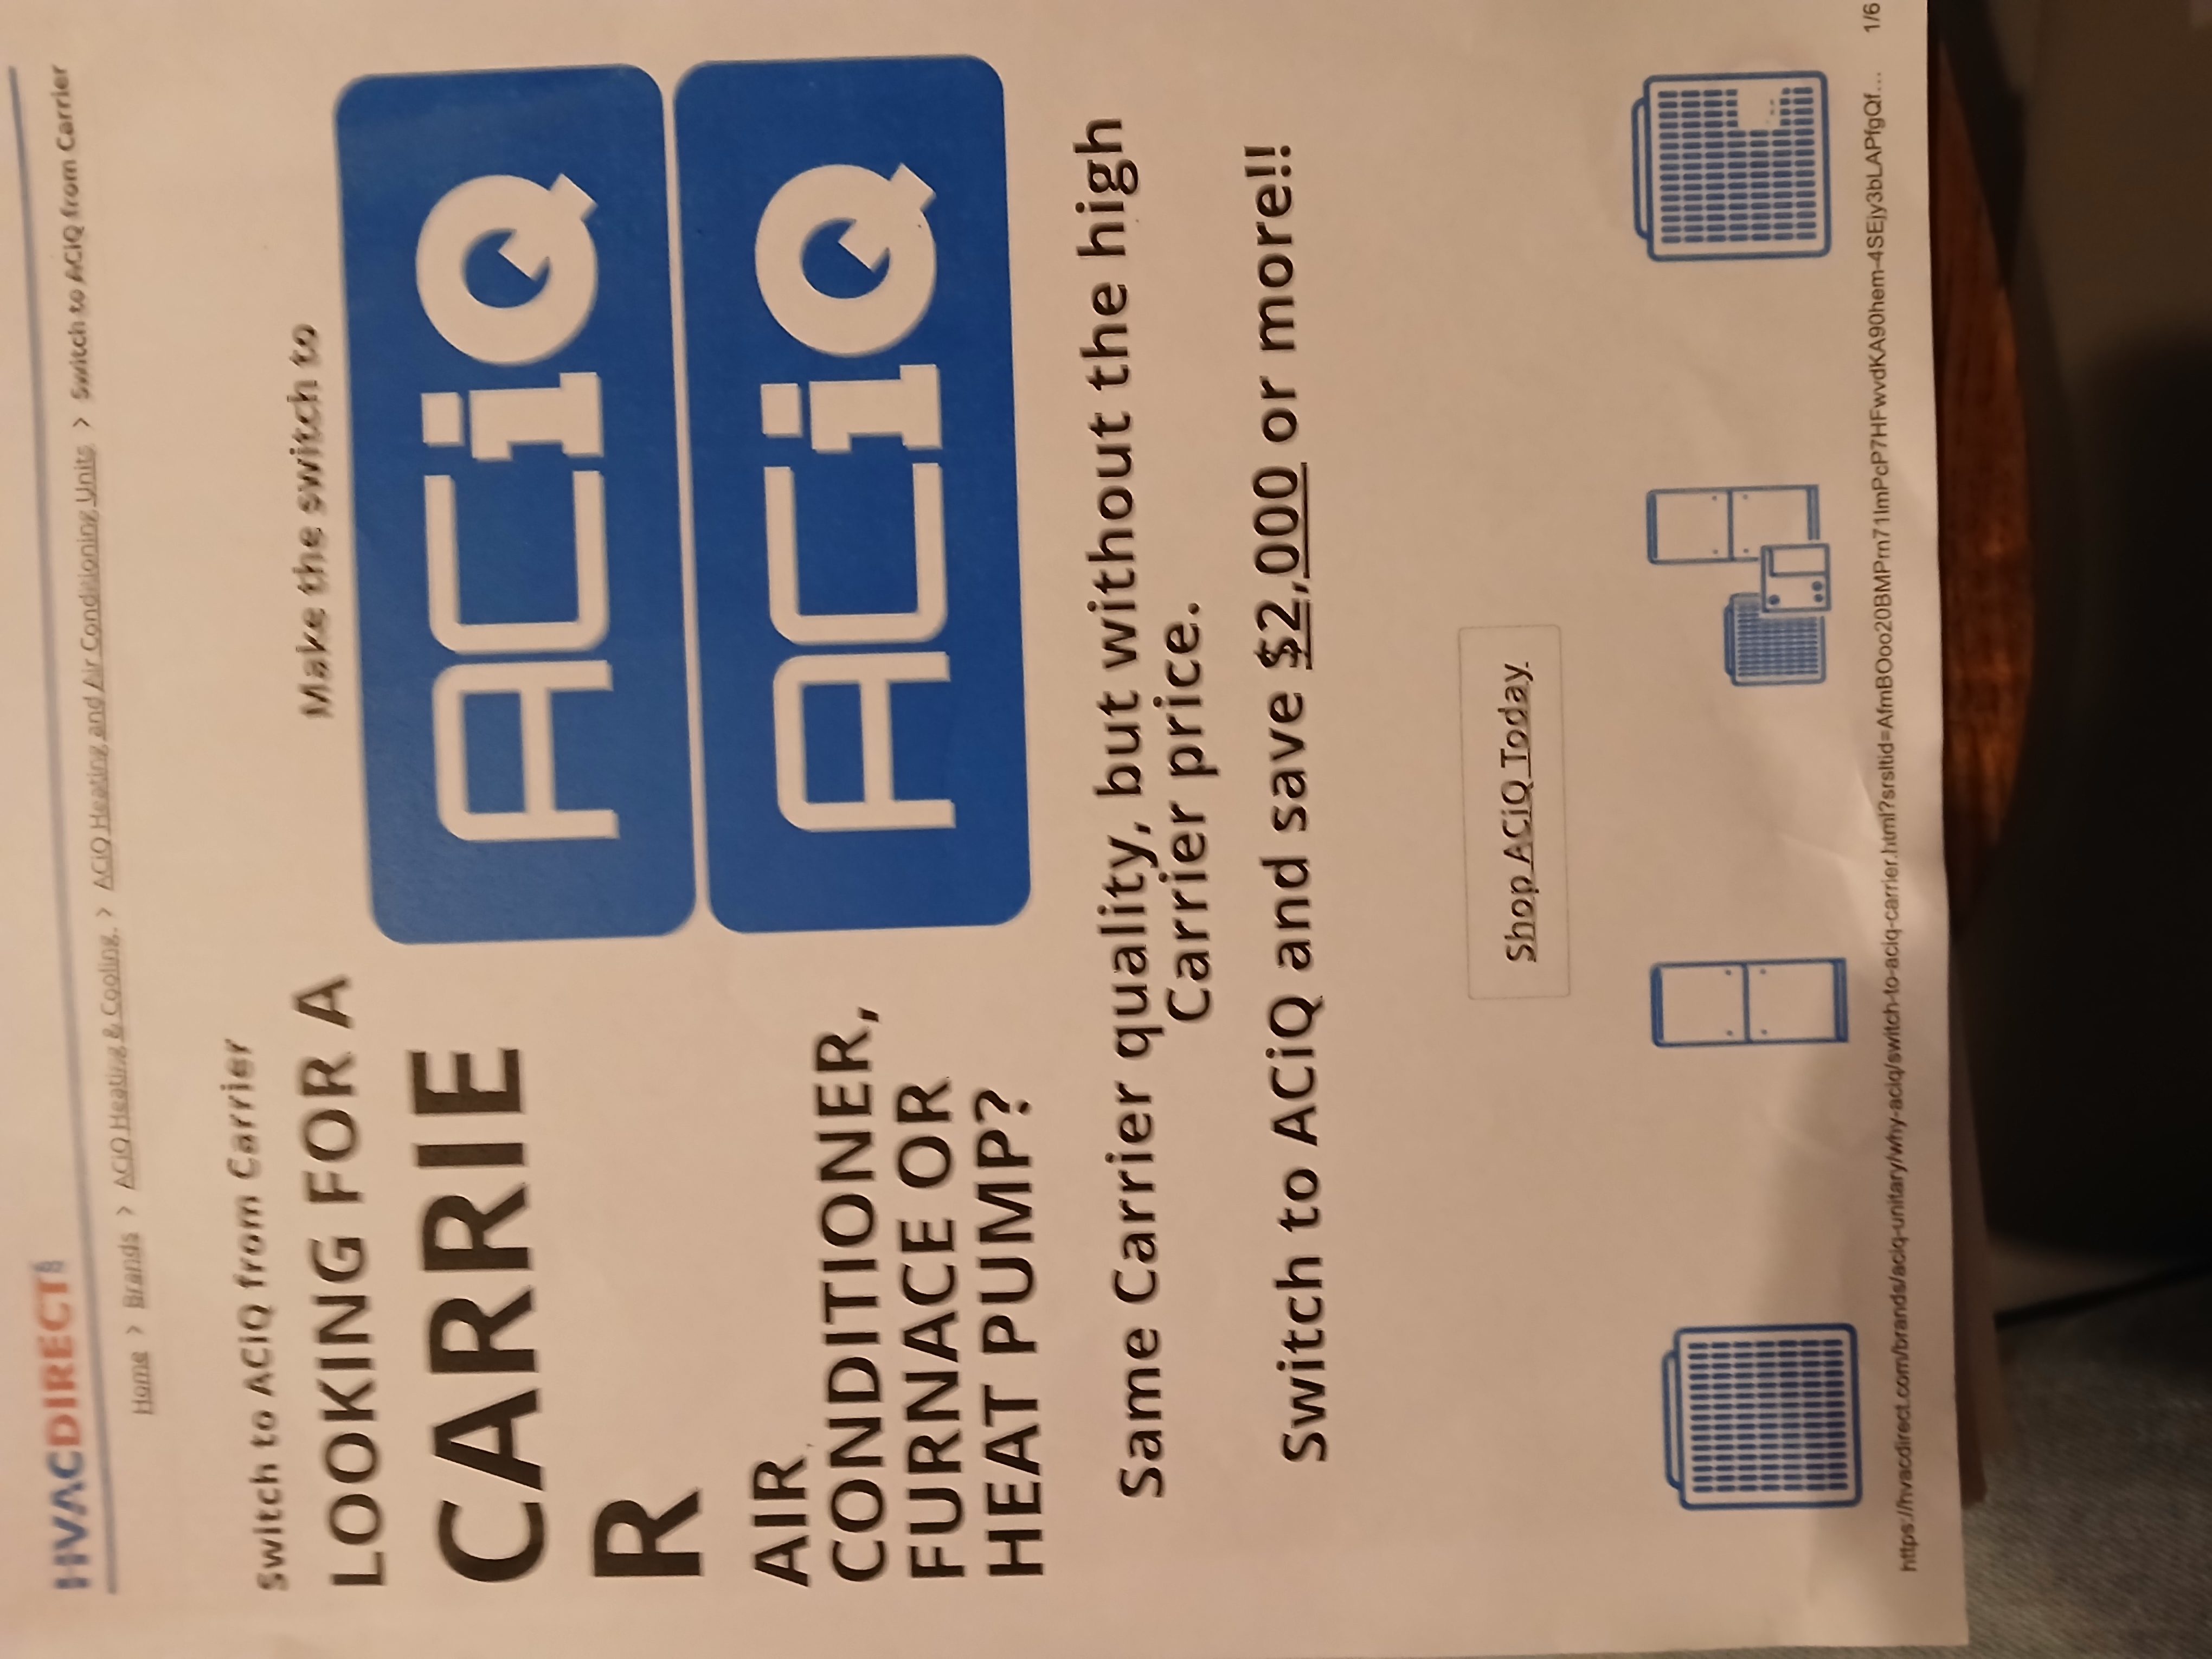 HVACDIRECT
Home > Brands > ACiQ Heating & Cooling > ACiQ Heating and Air Conditioning Units > Switch to ACiQ from Carrier
Switch to ACiQ from Carrier
LOOKING FOR A
CARRIE
R
AIR
CONDITIONER,
FURNACE OR
HEAT PUMP?
Make the switch to
ACiQ
ACiQ
Same Carrier quality, but without the high
Carrier price.
Switch to ACiQ and save $2,000 or more!!
Shop ACiQ Today
https://hvacdirect.com/brands/aciq-unitary/why-aciq/switch-to-aciq-carrier.html?srsltid=AfmBOoo20BMPrn71ImPcP7HFwvdKA90hem-4SEjy3bLAPfgQf... 1/6